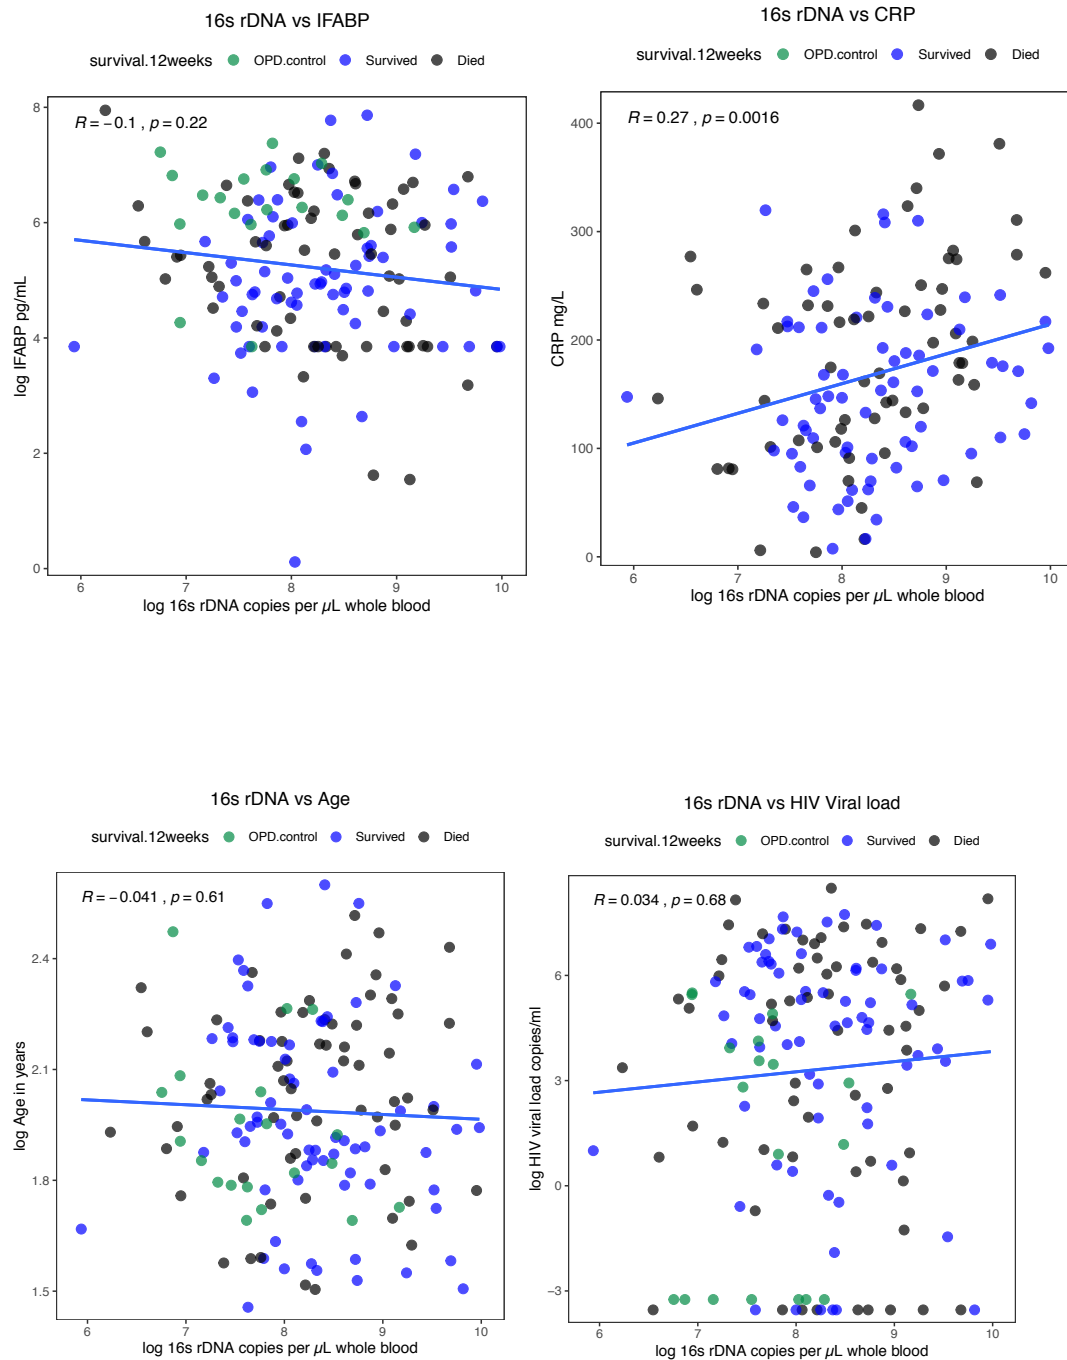 16s rDNA vs IFABP
survival.12weeks OPD.control Survived Died
R = −0.1 , p = 0.22
8
6
4
2
0
log IFABP pg/mL
6 7 8 9 10
log 16s rDNA copies per µL whole blood
16s rDNA vs CRP
survival.12weeks OPD.control Survived Died
R = 0.27 , p = 0.0016
400
300
200
100
0
CRP mg/L
6 7 8 9 10
log 16s rDNA copies per µL whole blood
16s rDNA vs Age
survival.12weeks OPD.control Survived Died
R = −0.041 , p = 0.61
2.4
2.1
1.8
1.5
log Age in years
6 7 8 9 10
log 16s rDNA copies per µL whole blood
16s rDNA vs HIV Viral load
survival.12weeks OPD.control Survived Died
R = 0.034 , p = 0.68
6
3
0
−3
log HIV viral load copies/ml
6 7 8 9 10
log 16s rDNA copies per µL whole blood